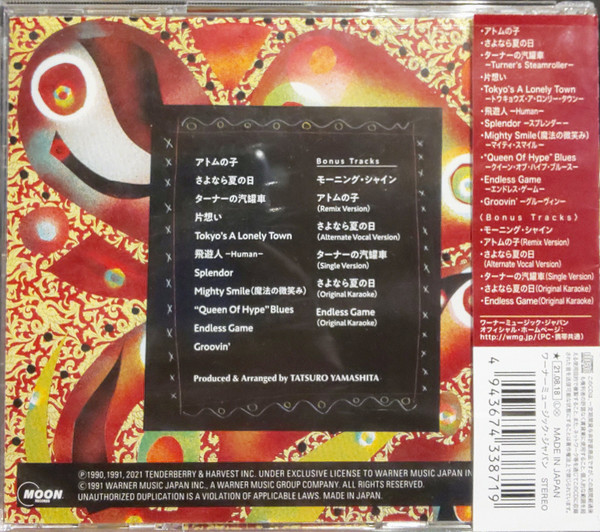 アトムの子
さよなら夏の日
ターナーの汽罐車
片想い
Tokyo's A Lonely Town
飛遊人 −Human−
Splendor
Mighty Smile(魔法の微笑み)
"Queen Of Hype" Blues
Endless Game
Groovin'
Bonus Tracks
モーニング・シャイン
アトムの子
(Remix Version)
さよなら夏の日
(Alternate Vocal Version)
ターナーの汽罐車
(Single Version)
さよなら夏の日
(Original Karaoke)
Endless Game
(Original Karaoke)
Produced & Arranged by TATSURO YAMASHITA
MOON
RECORDS
Ⓟ1990, 1991, 2021 TENDERBERRY & HARVEST INC. UNDER EXCLUSIVE LICENSE TO WARNER MUSIC JAPAN IN
©1991 WARNER MUSIC JAPAN INC., A WARNER MUSIC GROUP COMPANY. ALL RIGHTS RESERVED.
UNAUTHORIZED DUPLICATION IS A VIOLATION OF APPLICABLE LAWS. MADE IN JAPAN.
・アトムの子
・さよなら夏の日
・ターナーの汽罐車
−Turner's Steamroller−
・片想い
・Tokyo's A Lonely Town
−トウキョウズ・ア・ロンリー・タウン−
・飛遊人 −Human−
・Splendor −スプレンダー−
・Mighty Smile(魔法の微笑み)
−マイティ・スマイル−
・"Queen Of Hype" Blues
−クイーン・オブ・ハイプ・ブルース−
・Endless Game
−エンドレス・ゲーム−
・Groovin' −グルーヴィン−
(Bonus Tracks)
・モーニング・シャイン
・アトムの子(Remix Version)
・さよなら夏の日
(Alternate Vocal Version)
・ターナーの汽罐車(Single Version)
・さよなら夏の日(Original Karaoke)
・Endless Game(Original Karaoke)
ワーナーミュージック・ジャパン
オフィシャル・ホームページ:
http://wmg.jp/(PC・携帯共通)
★'21.08.18 MADE IN JAPAN
ワーナーミュージック・ジャパン STEREO
4 943674 338719